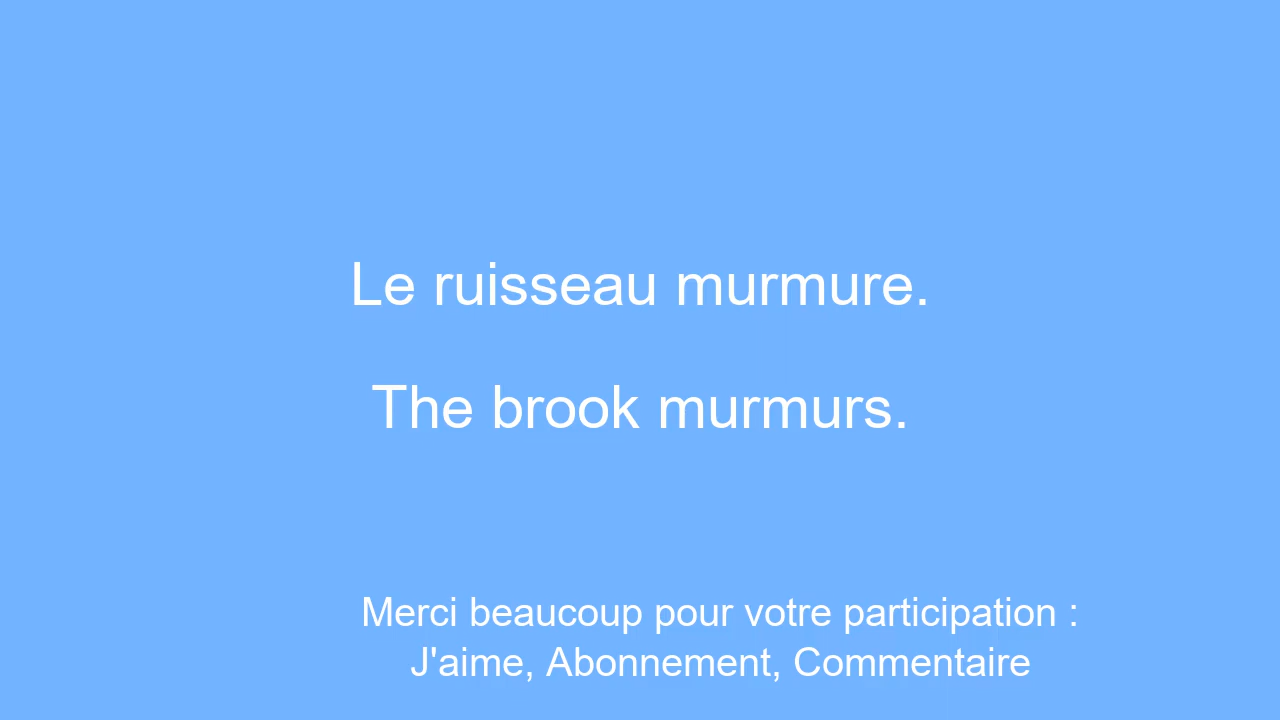 Le ruisseau murmure.
The brook murmurs.
Merci beaucoup pour votre participation :
J'aime, Abonnement, Commentaire